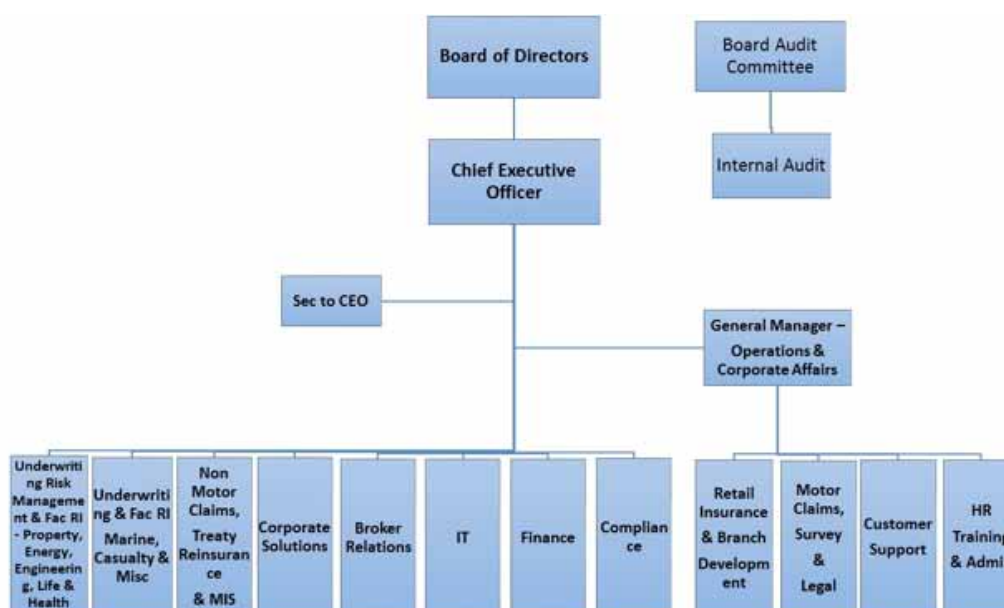 Board of Directors
Board Audit
Committee
Chief Executive
Officer
Internal Audit
Sec to CEO
General Manager –
Operations &
Corporate Affairs
Underwriti
ng Risk
Manageme
nt & Fac RI
- Property,
Energy,
Engineerin
g, Life &
Health
Underwriti
ng & Fac RI
Marine,
Casualty &
Misc
Non
Motor
Claims,
Treaty
Reinsuran
ce
& MIS
Corporate
Solutions
Broker
Relations
IT
Finance
Complian
ce
Retail
Insurance
& Branch
Developm
ent
Motor
Claims,
Survey
&
Legal
Customer
Support
HR
Training
& Admi